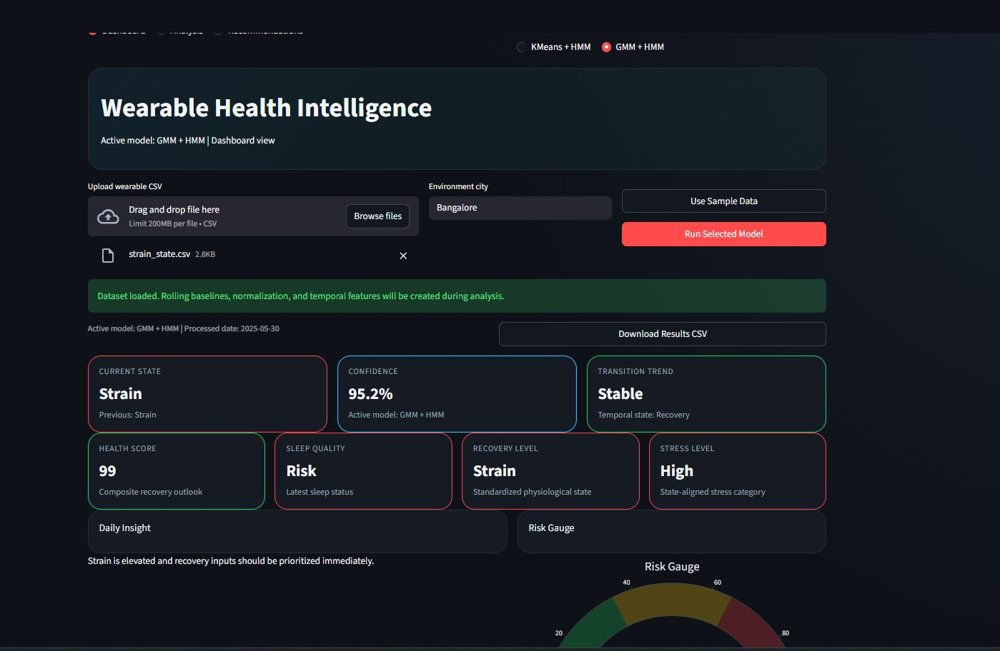 Dashboard Analysis Recommendations
KMeans + HMM GMM + HMM
Wearable Health Intelligence
Active model: GMM + HMM | Dashboard view
Upload wearable CSV
Drag and drop file here
Limit 200MB per file • CSV
Browse files
strain_state.csv 2.8KB
Environment city
Bangalore
Use Sample Data
Run Selected Model
Dataset loaded. Rolling baselines, normalization, and temporal features will be created during analysis.
Active model: GMM + HMM | Processed date: 2025-05-30
Download Results CSV
CURRENT STATE
Strain
Previous: Strain
CONFIDENCE
95.2%
Active model: GMM + HMM
TRANSITION TREND
Stable
Temporal state: Recovery
HEALTH SCORE
99
Composite recovery outlook
SLEEP QUALITY
Risk
Latest sleep status
RECOVERY LEVEL
Strain
Standardized physiological state
STRESS LEVEL
High
State-aligned stress category
Daily Insight
Strain is elevated and recovery inputs should be prioritized immediately.
Risk Gauge
Risk Gauge
40 60
20 80